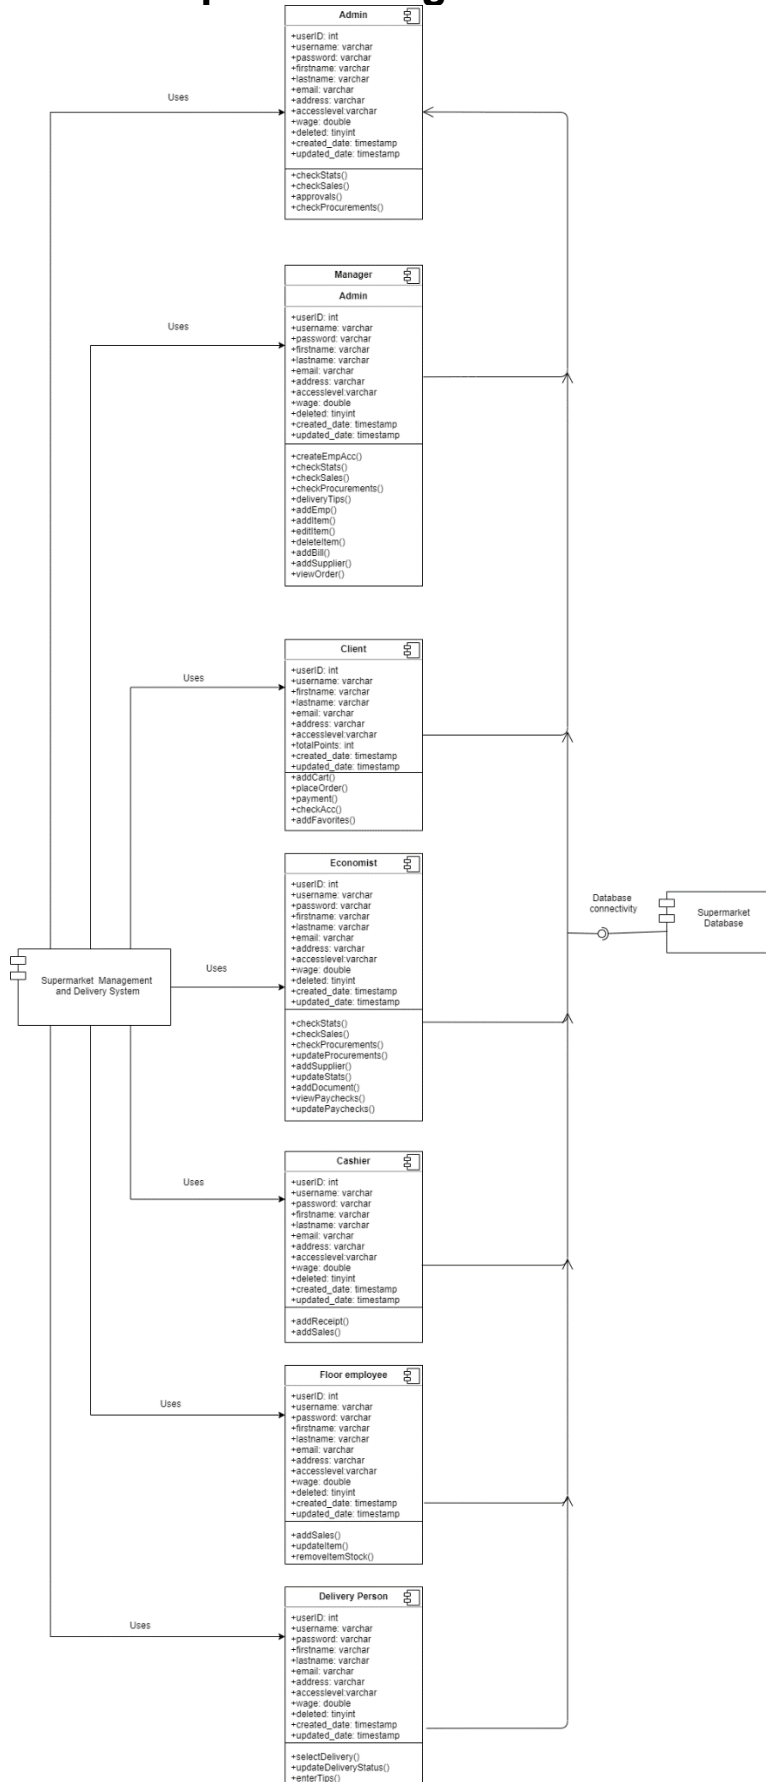 Admin
+userID: int
+username: varchar
+password: varchar
+firstname: varchar
+lastname: varchar
+email: varchar
+address: varchar
+accesslevel:varchar
+wage: double
+deleted: tinyint
+created_date: timestamp
+updated_date: timestamp
+checkStats()
+checkSales()
+approvals()
+checkProcurements()
Uses
Manager
Admin
+userID: int
+username: varchar
+password: varchar
+firstname: varchar
+lastname: varchar
+email: varchar
+address: varchar
+accesslevel:varchar
+wage: double
+deleted: tinyint
+created_date: timestamp
+updated_date: timestamp
+createEmpAcc()
+checkStats()
+checkSales()
+checkProcurements()
+deliveryTips()
+addEmp()
+addItem()
+editItem()
+deleteItem()
+addBill()
+addSupplier()
+viewOrder()
Uses
Client
+userID: int
+username: varchar
+firstname: varchar
+lastname: varchar
+email: varchar
+address: varchar
+accesslevel:varchar
+totalPoints: int
+created_date: timestamp
+updated_date: timestamp
+addCart()
+placeOrder()
+payment()
+checkAcc()
+addFavorites()
Uses
Economist
+userID: int
+username: varchar
+password: varchar
+firstname: varchar
+lastname: varchar
+email: varchar
+address: varchar
+accesslevel:varchar
+wage: double
+deleted: tinyint
+created_date: timestamp
+updated_date: timestamp
+checkStats()
+checkSales()
+checkProcurements()
+updateProcurements()
+addSupplier()
+updateStats()
+addDocument()
+viewPaychecks()
+updatePaychecks()
Uses
Supermarket Management
and Delivery System
Database
connectivity
Supermarket
Database
Cashier
+userID: int
+username: varchar
+password: varchar
+firstname: varchar
+lastname: varchar
+email: varchar
+address: varchar
+accesslevel:varchar
+wage: double
+deleted: tinyint
+created_date: timestamp
+updated_date: timestamp
+addReceipt()
+addSales()
Uses
Floor employee
+userID: int
+username: varchar
+password: varchar
+firstname: varchar
+lastname: varchar
+email: varchar
+address: varchar
+accesslevel:varchar
+wage: double
+deleted: tinyint
+created_date: timestamp
+updated_date: timestamp
+addSales()
+updateItem()
+removeItemStock()
Uses
Delivery Person
+userID: int
+username: varchar
+password: varchar
+firstname: varchar
+lastname: varchar
+email: varchar
+address: varchar
+accesslevel:varchar
+wage: double
+deleted: tinyint
+created_date: timestamp
+updated_date: timestamp
+selectDelivery()
+updateDeliveryStatus()
+enterTips()
Uses